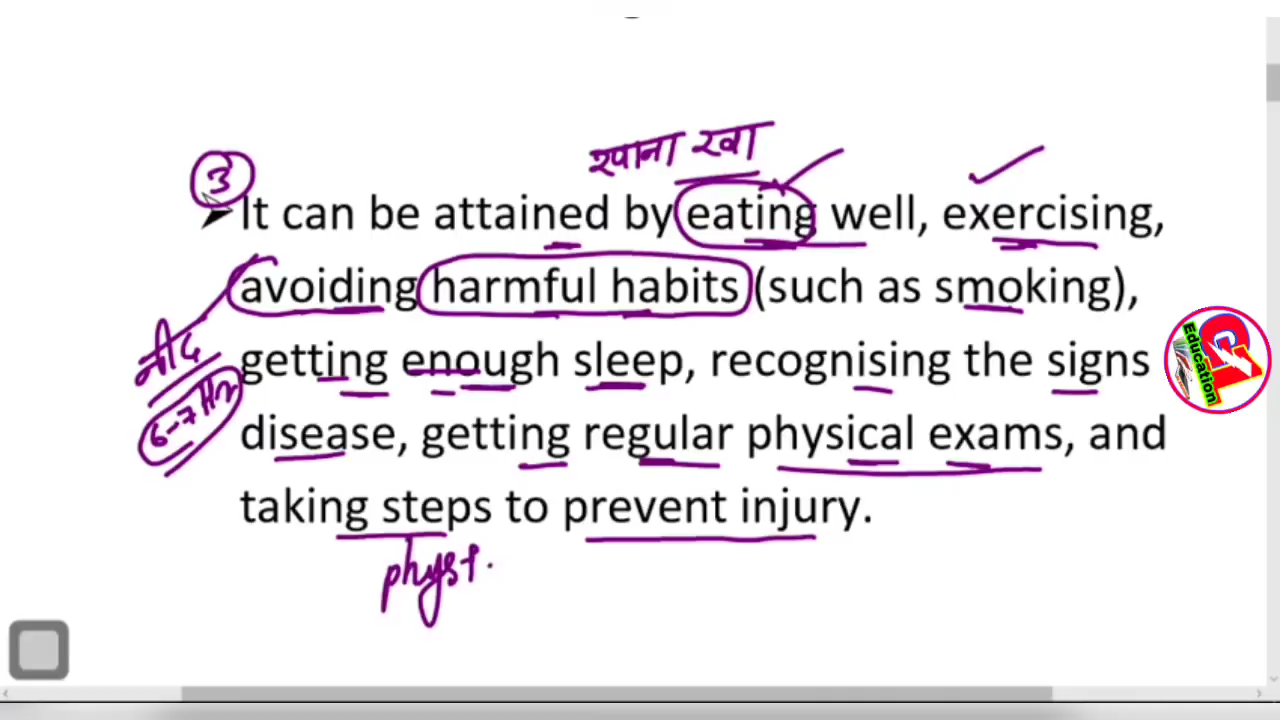 खाना खा
3
It can be attained by eating well, exercising,
avoiding harmful habits (such as smoking),
नींद
getting enough sleep, recognising the signs
6-7 Hr
disease, getting regular physical exams, and
taking steps to prevent injury.
Education